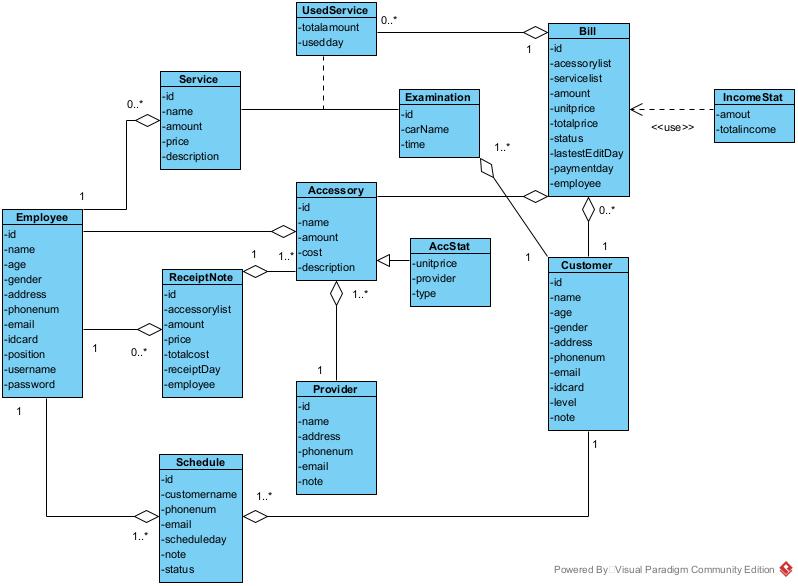 UsedService
-totalamount
-usedday
0..*
1
Bill
-id
-acessorylist
-servicelist
-amount
-unitprice
-totalprice
-status
-lastestEditDay
-paymentday
-employee
Service
-id
-name
-amount
-price
-description
0..*
1
Examination
-id
-carName
-time
1..*
1
IncomeStat
-amout
-totalincome
<<use>>
Accessory
-id
-name
-amount
-cost
-description
0..*
1
Employee
-id
-name
-age
-gender
-address
-phonenum
-email
-idcard
-position
-username
-password
AccStat
-unitprice
-provider
-type
1
1..*
ReceiptNote
-id
-accessorylist
-amount
-price
-totalcost
-receiptDay
-employee
1
0..*
1..*
1
Customer
-id
-name
-age
-gender
-address
-phonenum
-email
-idcard
-level
-note
Provider
-id
-name
-address
-phonenum
-email
-note
1
1..*
1
1..*
Schedule
-id
-customername
-phonenum
-email
-scheduleday
-note
-status
Powered By Visual Paradigm Community Edition